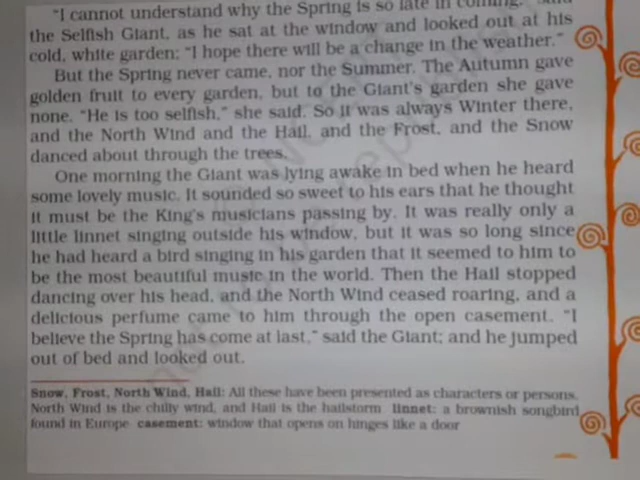 "I cannot understand why the Spring is so late in coming," said
the Selfish Giant, as he sat at the window and looked out at his
cold, white garden; "I hope there will be a change in the weather."
But the Spring never came, nor the Summer. The Autumn gave
golden fruit to every garden, but to the Giant's garden she gave
none. "He is too selfish," she said. So it was always Winter there,
and the North Wind and the Hail, and the Frost, and the Snow
danced about through the trees.
One morning the Giant was lying awake in bed when he heard
some lovely music. It sounded so sweet to his ears that he thought
it must be the King's musicians passing by. It was really only a
little linnet singing outside his window, but it was so long since
he had heard a bird singing in his garden that it seemed to him to
be the most beautiful music in the world. Then the Hail stopped
dancing over his head, and the North Wind ceased roaring, and a
delicious perfume came to him through the open casement. "I
believe the Spring has come at last," said the Giant; and he jumped
out of bed and looked out.
Snow, Frost, North Wind, Hail: All these have been presented as characters or persons.
North Wind is the chilly wind, and Hail is the hailstorm linnet: a brownish songbird
found in Europe casement: window that opens on hinges like a door